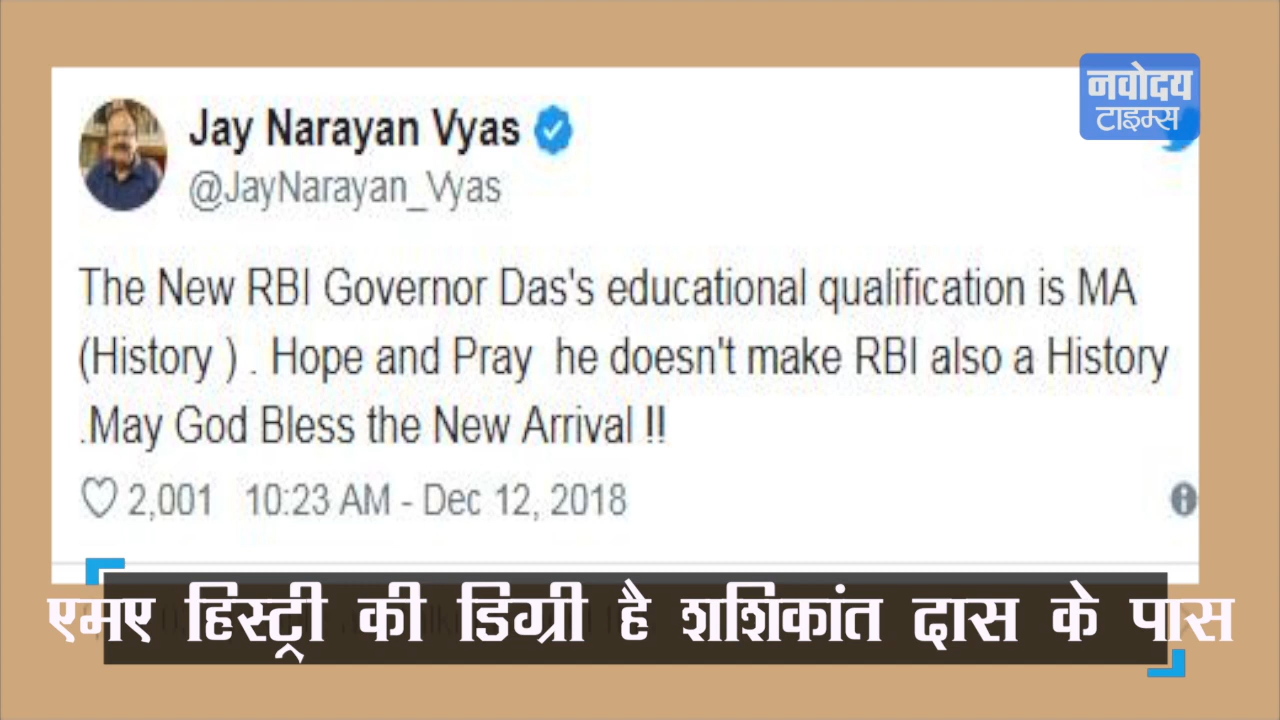 नवोदय
टाइम्स
Jay Narayan Vyas
@JayNarayan_Vyas
The New RBI Governor Das's educational qualification is MA
(History ) . Hope and Pray he doesn't make RBI also a History
.May God Bless the New Arrival !!
2,001 10:23 AM - Dec 12, 2018
एमए हिस्ट्री की डिग्री है शशिकांत दास के पास